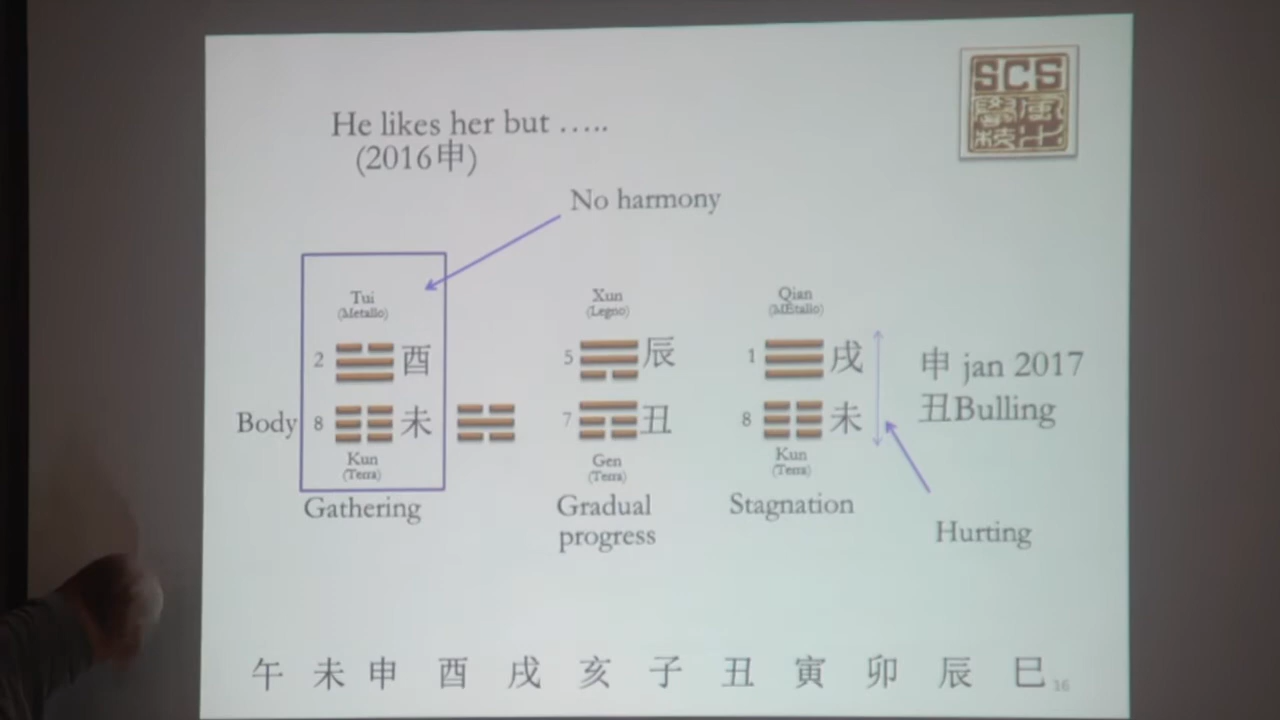 SCS
He likes her but .....
(2016申)
No harmony
Tui
(Metallo)
2
酉
Body
8
未
Kun
(Terra)
Gathering
Xun
(Legno)
5
辰
7
丑
Gen
(Terra)
Gradual
progress
Qian
(MEtallo)
1
戌
8
未
Kun
(Terra)
Stagnation
申 jan 2017
丑Bulling
Hurting
午 未 申 酉 戌 亥 子 丑 寅 卯 辰 巳
16